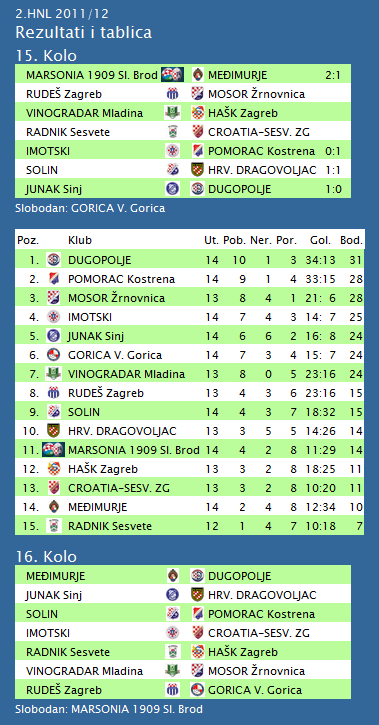 2.HNL 2011/12
Rezultati i tablica
15. Kolo
MARSONIA 1909 Sl. Brod MEĐIMURJE 2:1
RUDEŠ Zagreb MOSOR Žrnovnica
VINOGRADAR Mladina HAŠK Zagreb
RADNIK Sesvete CROATIA-SESV. ZG
IMOTSKI POMORAC Kostrena 0:1
SOLIN HRV. DRAGOVOLJAC 1:1
JUNAK Sinj DUGOPOLJE 1:0
Slobodan: GORICA V. Gorica
Poz. Klub Ut. Pob. Ner. Por. Gol. Bod.
1. DUGOPOLJE 14 10 1 3 34:13 31
2. POMORAC Kostrena 14 9 1 4 33:15 28
3. MOSOR Žrnovnica 13 8 4 1 21: 6 28
4. IMOTSKI 14 7 4 3 14: 7 25
5. JUNAK Sinj 14 6 6 2 16: 8 24
6. GORICA V. Gorica 14 7 3 4 15: 7 24
7. VINOGRADAR Mladina 13 8 0 5 23:16 24
8. RUDEŠ Zagreb 13 4 3 6 23:16 15
9. SOLIN 14 4 3 7 18:32 15
10. HRV. DRAGOVOLJAC 13 3 5 5 14:26 14
11. MARSONIA 1909 Sl. Brod 14 4 2 8 11:29 14
12. HAŠK Zagreb 13 3 2 8 18:25 11
13. CROATIA-SESV. ZG 13 3 2 8 10:20 11
14. MEĐIMURJE 14 2 4 8 12:34 10
15. RADNIK Sesvete 12 1 4 7 10:18 7
16. Kolo
MEĐIMURJE DUGOPOLJE
JUNAK Sinj HRV. DRAGOVOLJAC
SOLIN POMORAC Kostrena
IMOTSKI CROATIA-SESV. ZG
RADNIK Sesvete HAŠK Zagreb
VINOGRADAR Mladina MOSOR Žrnovnica
RUDEŠ Zagreb GORICA V. Gorica
Slobodan: MARSONIA 1909 Sl. Brod